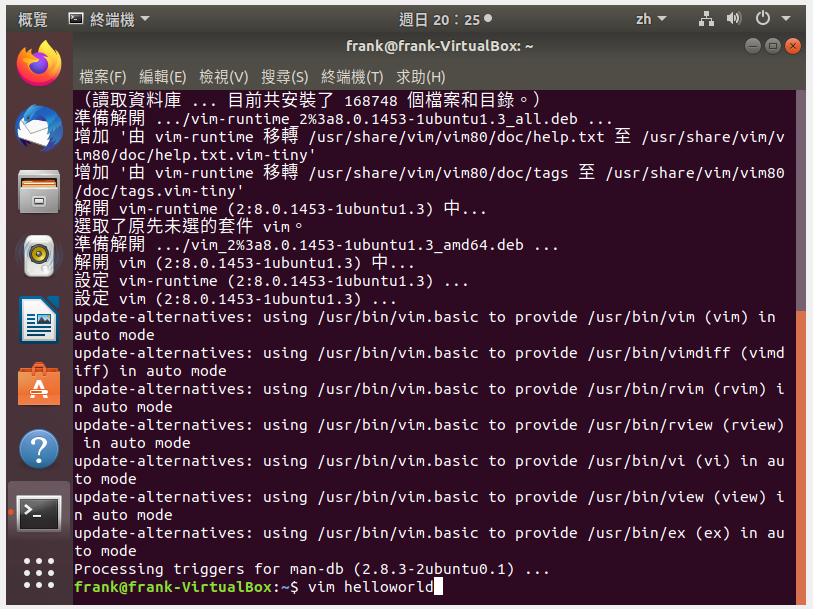 概覽 終端機 週日 20：25 zh
frank@frank-VirtualBox: ~
檔案(F) 編輯(E) 檢視(V) 搜尋(S) 終端機(T) 求助(H)
（讀取資料庫 ... 目前共安裝了 168748 個檔案和目錄。）
準備解開 .../vim-runtime_2%3a8.0.1453-1ubuntu1.3_all.deb ...
增加 '由 vim-runtime 移轉 /usr/share/vim/vim80/doc/help.txt 至 /usr/share/vim/v
im80/doc/help.txt.vim-tiny'
增加 '由 vim-runtime 移轉 /usr/share/vim/vim80/doc/tags 至 /usr/share/vim/vim80
/doc/tags.vim-tiny'
解開 vim-runtime (2:8.0.1453-1ubuntu1.3) 中...
選取了原先未選的套件 vim。
準備解開 .../vim_2%3a8.0.1453-1ubuntu1.3_amd64.deb ...
解開 vim (2:8.0.1453-1ubuntu1.3) 中...
設定 vim-runtime (2:8.0.1453-1ubuntu1.3) ...
設定 vim (2:8.0.1453-1ubuntu1.3) ...
update-alternatives: using /usr/bin/vim.basic to provide /usr/bin/vim (vim) in
auto mode
update-alternatives: using /usr/bin/vim.basic to provide /usr/bin/vimdiff (vimd
iff) in auto mode
update-alternatives: using /usr/bin/vim.basic to provide /usr/bin/rvim (rvim) i
n auto mode
update-alternatives: using /usr/bin/vim.basic to provide /usr/bin/rview (rview)
 in auto mode
update-alternatives: using /usr/bin/vim.basic to provide /usr/bin/vi (vi) in au
to mode
update-alternatives: using /usr/bin/vim.basic to provide /usr/bin/view (view) i
n auto mode
update-alternatives: using /usr/bin/vim.basic to provide /usr/bin/ex (ex) in au
to mode
Processing triggers for man-db (2.8.3-2ubuntu0.1) ...
frank@frank-VirtualBox:~$ vim helloworld